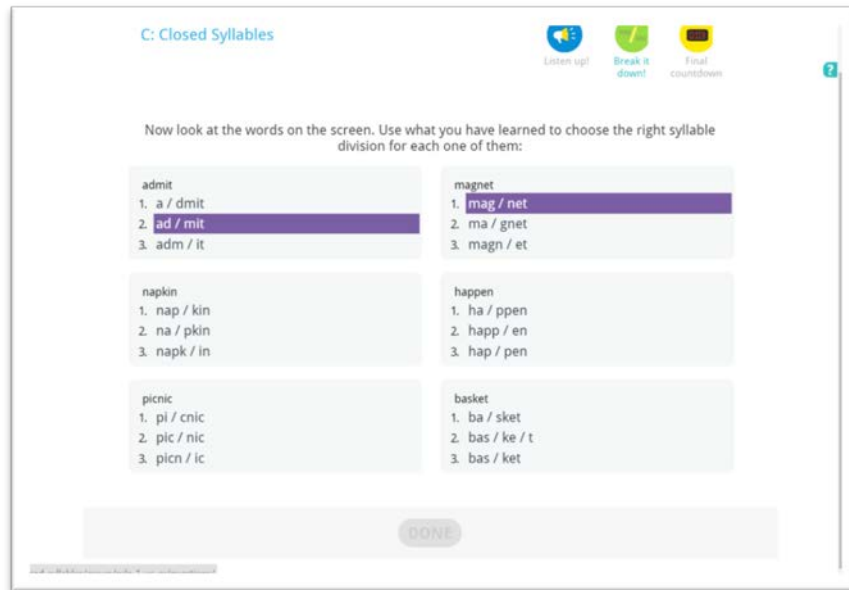 C: Closed Syllables
Listen up!
Break it
down!
Final
countdown
?
Now look at the words on the screen. Use what you have learned to choose the right syllable
division for each one of them:
admit
1. a / dmit
2. ad / mit
3. adm / it
magnet
1. mag / net
2. ma / gnet
3. magn / et
napkin
1. nap / kin
2. na / pkin
3. napk / in
happen
1. ha / ppen
2. happ / en
3. hap / pen
picnic
1. pi / cnic
2. pic / nic
3. picn / ic
basket
1. ba / sket
2. bas / ke / t
3. bas / ket
DONE